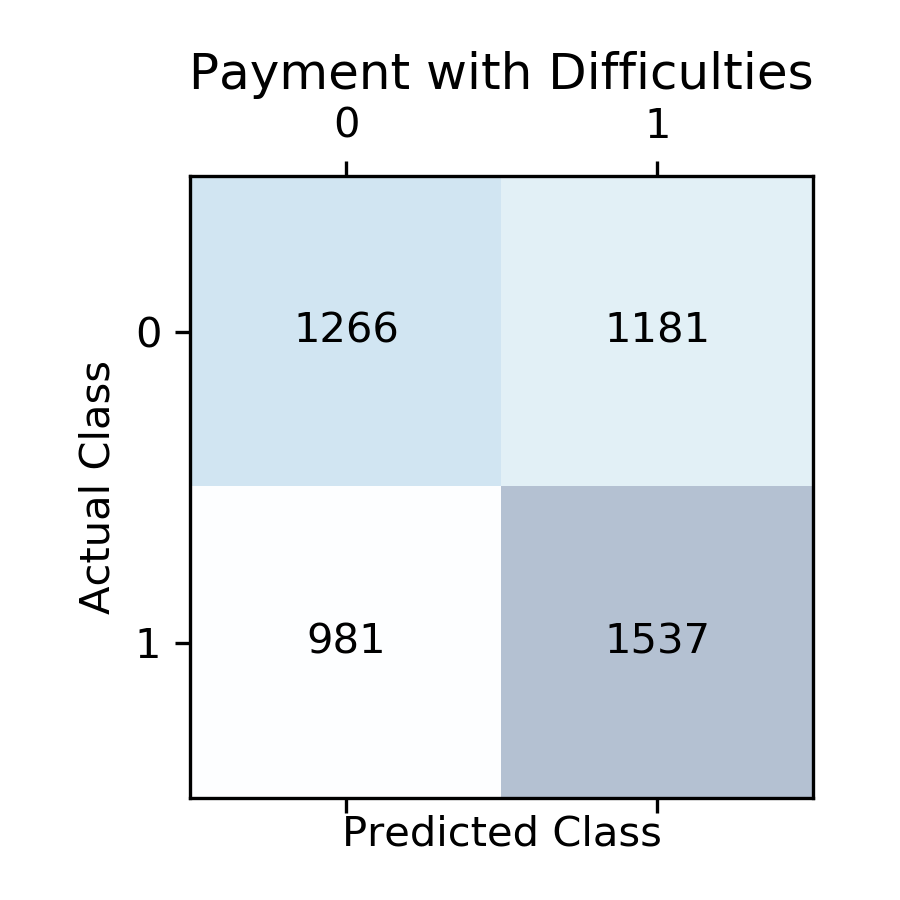 Payment with Difficulties
0 1
0 1266 1181
Actual Class
1 981 1537
Predicted Class